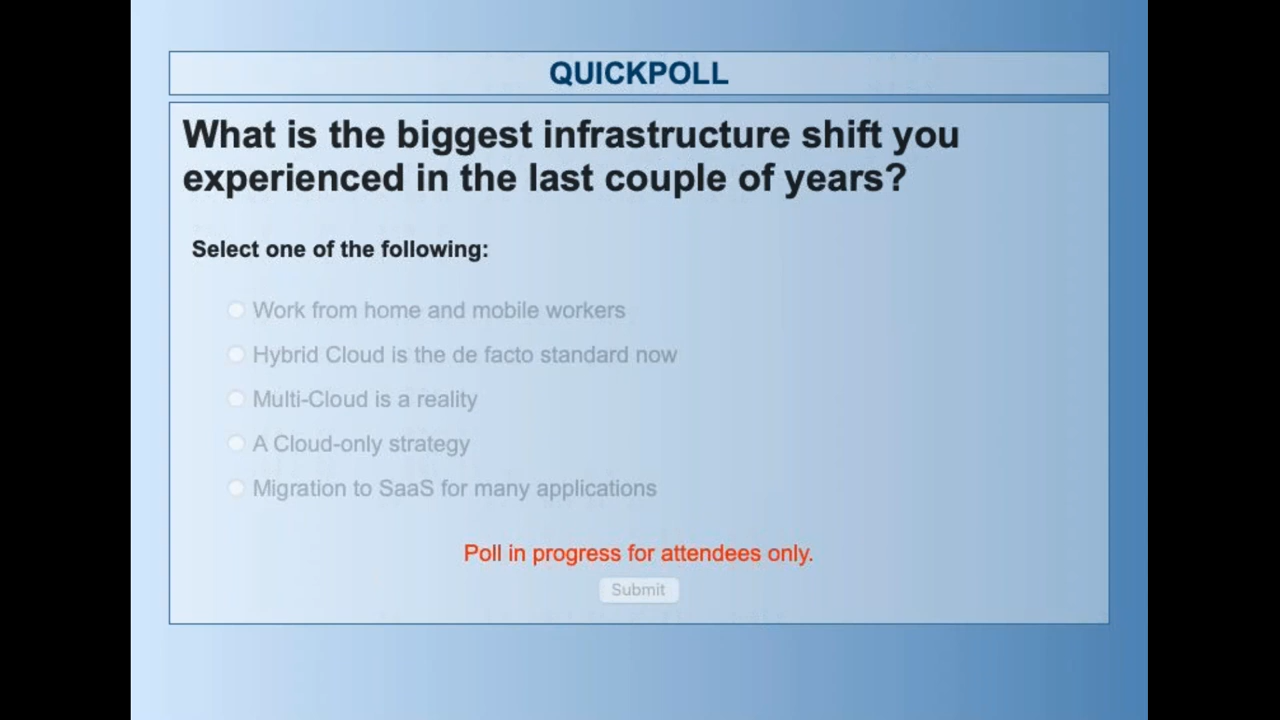 QUICKPOLL
What is the biggest infrastructure shift you
experienced in the last couple of years?
Select one of the following:
Work from home and mobile workers
Hybrid Cloud is the de facto standard now
Multi-Cloud is a reality
A Cloud-only strategy
Migration to SaaS for many applications
Poll in progress for attendees only.
Submit